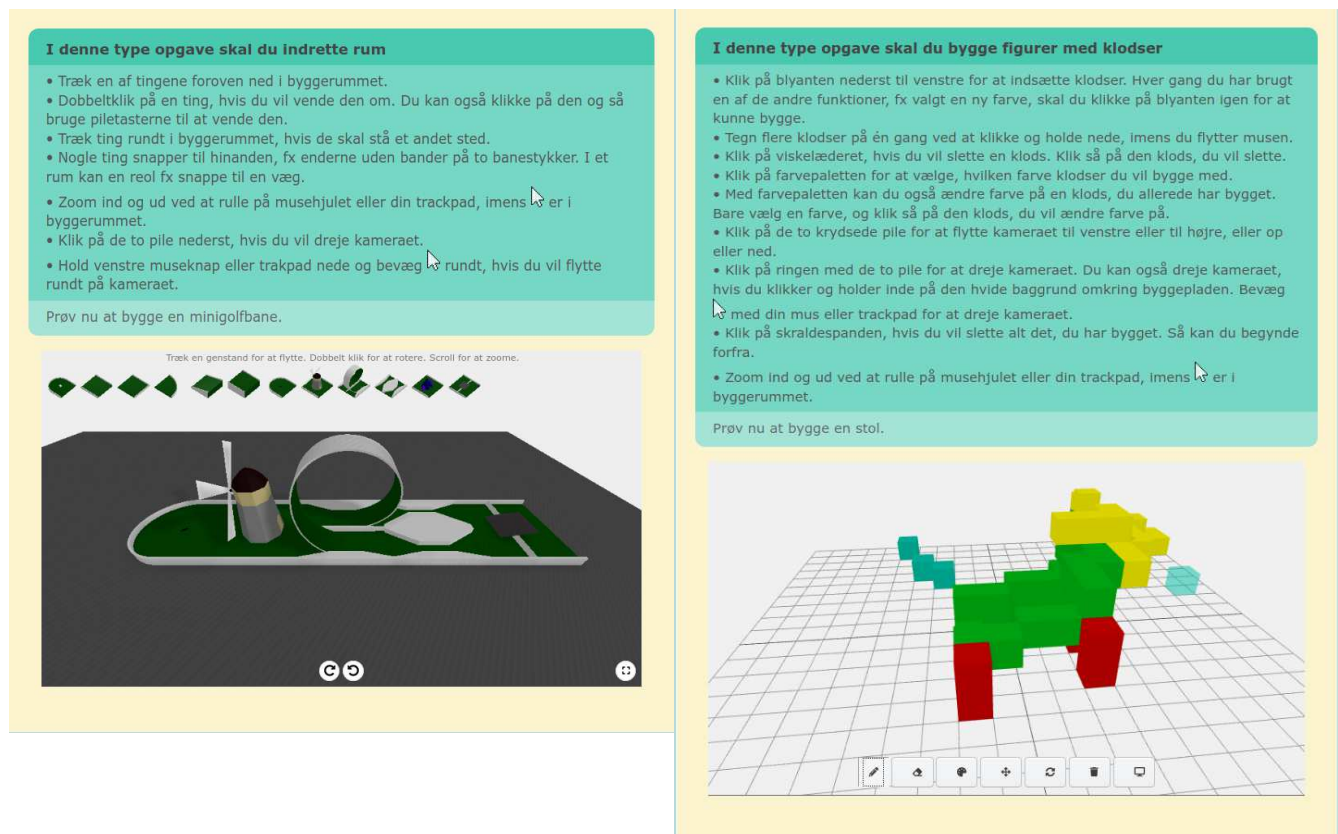 I denne type opgave skal du indrette rum
• Træk en af tingene foroven ned i byggerummet.
• Dobbeltklik på en ting, hvis du vil vende den om. Du kan også klikke på den og så
bruge piletasterne til at vende den.
• Træk ting rundt i byggerummet, hvis de skal stå et andet sted.
• Nogle ting snapper til hinanden, fx enderne uden bander på to banestykker. I et
rum kan en reol fx snappe til en væg.
• Zoom ind og ud ved at rulle på musehjulet eller din trackpad, imens er i
byggerummet.
• Klik på de to pile nederst, hvis du vil dreje kameraet.
• Hold venstre museknap eller trakpad nede og bevæg rundt, hvis du vil flytte
rundt på kameraet.
Prøv nu at bygge en minigolfbane.
Træk en genstand for at flytte. Dobbelt klik for at rotere. Scroll for at zoome.
I denne type opgave skal du bygge figurer med klodser
• Klik på blyanten nederst til venstre for at indsætte klodser. Hver gang du har brugt
en af de andre funktioner, fx valgt en ny farve, skal du klikke på blyanten igen for at
kunne bygge.
• Tegn flere klodser på én gang ved at klikke og holde nede, imens du flytter musen.
• Klik på viskelæderet, hvis du vil slette en klods. Klik så på den klods, du vil slette.
• Klik på farvepaletten for at vælge, hvilken farve klodser du vil bygge med.
• Med farvepaletten kan du også ændre farve på en klods, du allerede har bygget.
Bare vælg en farve, og klik så på den klods, du vil ændre farve på.
• Klik på de to krydsede pile for at flytte kameraet til venstre eller til højre, eller op
eller ned.
• Klik på ringen med de to pile for at dreje kameraet. Du kan også dreje kameraet,
hvis du klikker og holder inde på den hvide baggrund omkring byggepladen. Bevæg
med din mus eller trackpad for at dreje kameraet.
• Klik på skraldespanden, hvis du vil slette alt det, du har bygget. Så kan du begynde
forfra.
• Zoom ind og ud ved at rulle på musehjulet eller din trackpad, imens er i
byggerummet.
Prøv nu at bygge en stol.